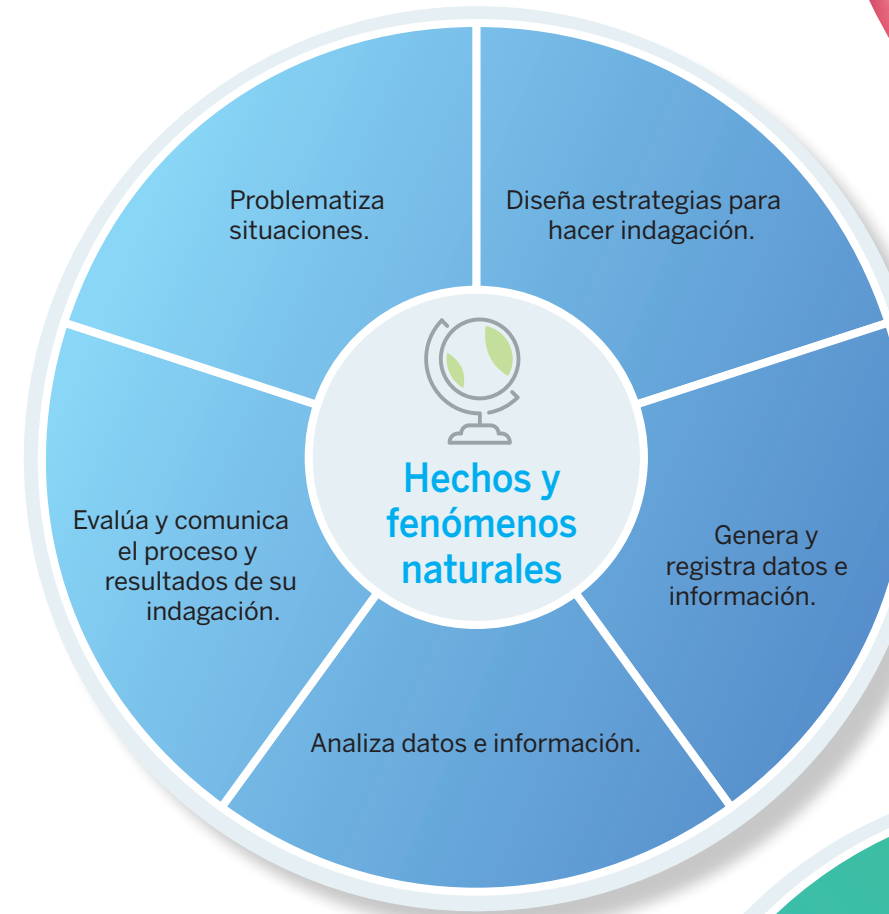 Problematiza
situaciones.
Diseña estrategias para
hacer indagación.
Hechos y
fenómenos
naturales
Evalúa y comunica
el proceso y
resultados de su
indagación.
Genera y
registra datos e
información.
Analiza datos e información.